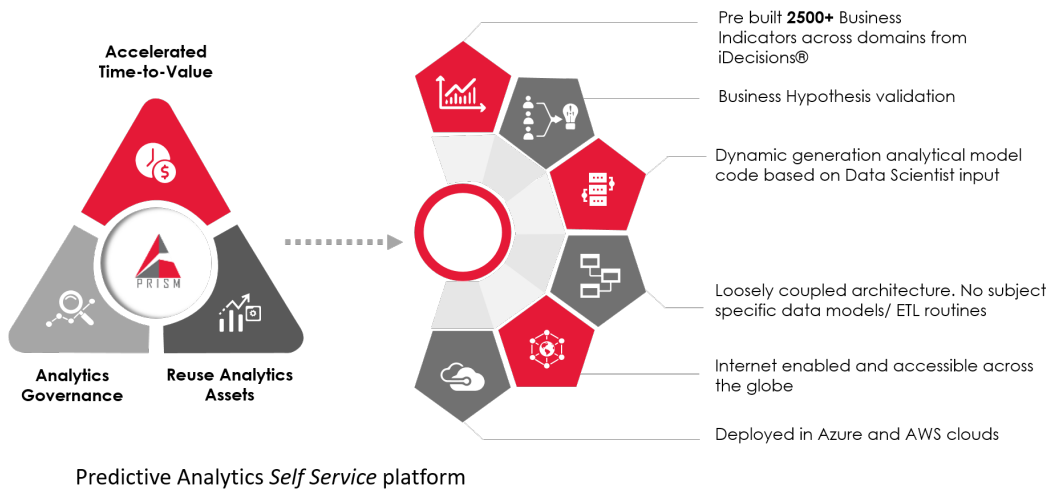 Accelerated
Time-to-Value
PRISM
Analytics
Governance
Reuse Analytics
Assets
Pre built 2500+ Business
Indicators across domains from
iDecisions®
Business Hypothesis validation
Dynamic generation analytical model
code based on Data Scientist input
Loosely coupled architecture. No subject
specific data models/ ETL routines
Internet enabled and accessible across
the globe
Deployed in Azure and AWS clouds
Predictive Analytics Self Service platform